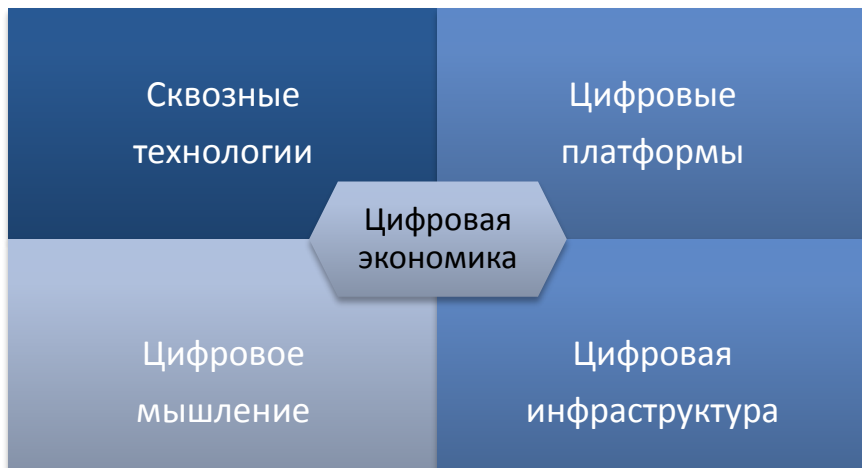 Сквозные
технологии
Цифровые
платформы
Цифровая
экономика
Цифровое
мышление
Цифровая
инфраструктура